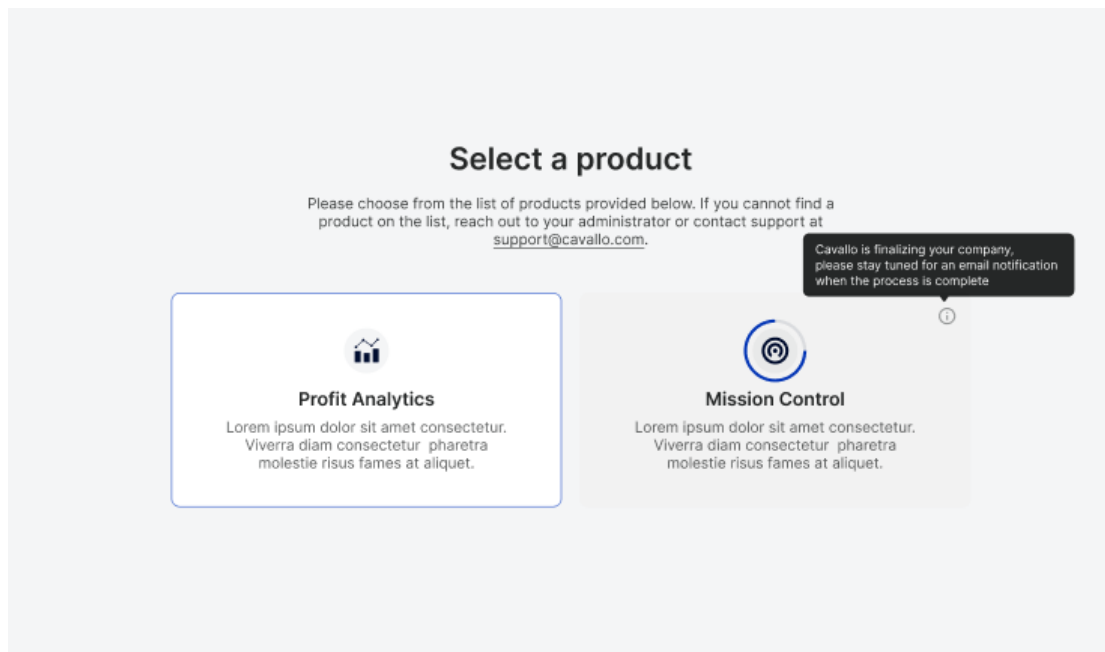 Select a product
Please choose from the list of products provided below. If you cannot find a
product on the list, reach out to your administrator or contact support at
support@cavallo.com.
Cavallo is finalizing your company,
please stay tuned for an email notification
when the process is complete
Profit Analytics
Lorem ipsum dolor sit amet consectetur.
Viverra diam consectetur pharetra
molestie risus fames at aliquet.
Mission Control
Lorem ipsum dolor sit amet consectetur.
Viverra diam consectetur pharetra
molestie risus fames at aliquet.